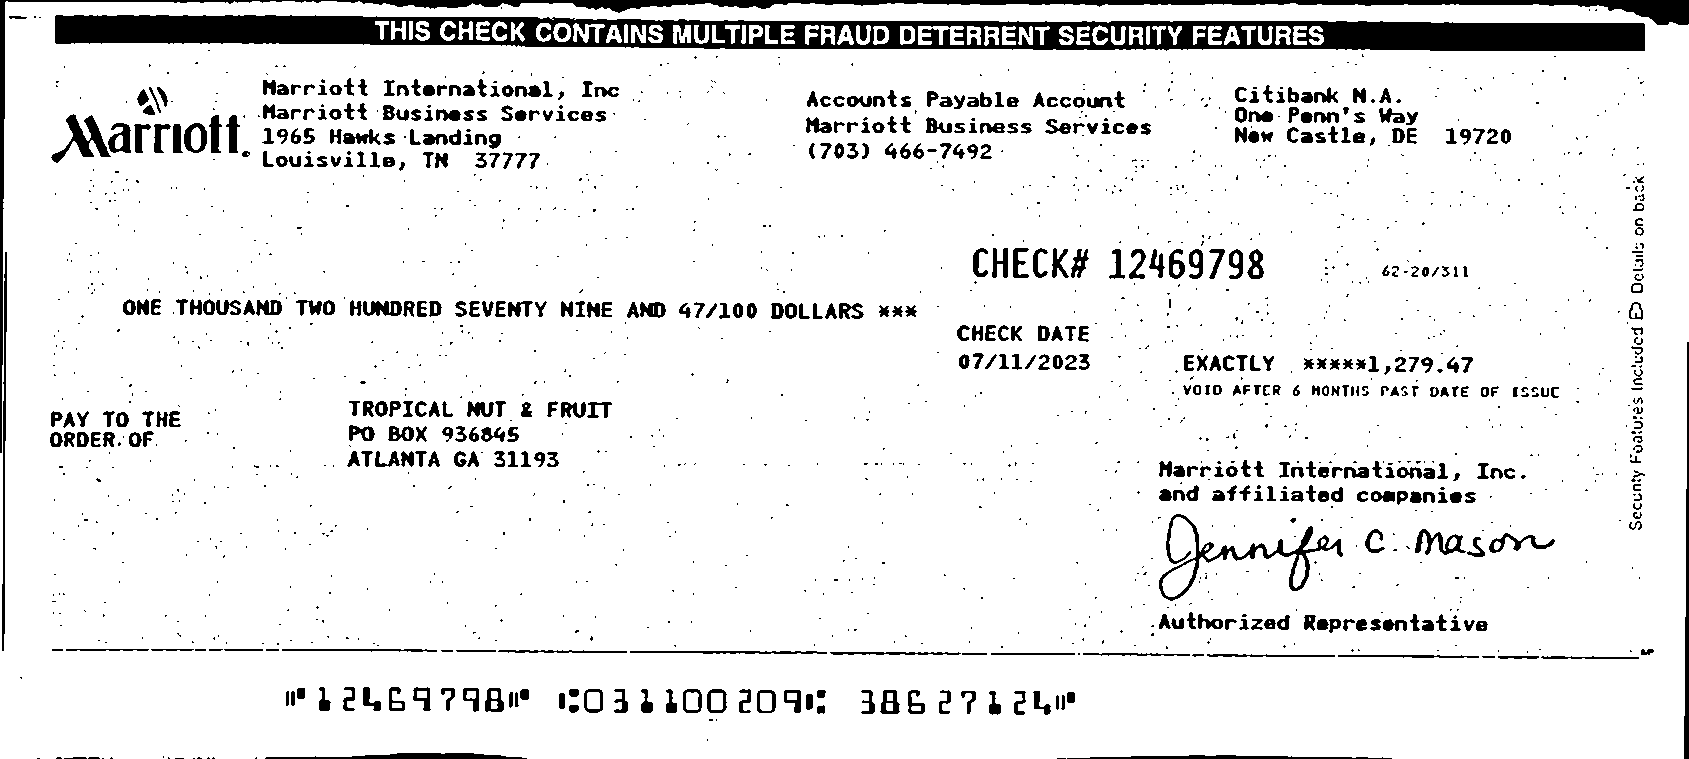 THIS CHECK CONTAINS MULTIPLE FRAUD DETERRENT SECURITY FEATURES
Marriott
Marriott International, Inc
Marriott Business Services
1965 Hawks Landing
Louisville, TN 37777
Accounts Payable Account
Marriott Business Services
(703) 466-7492
Citibank N.A.
One Penn's Way
New Castle, DE 19720
CHECK# 12469798
62-20/311
ONE THOUSAND TWO HUNDRED SEVENTY NINE AND 47/100 DOLLARS ***
CHECK DATE
07/11/2023
EXACTLY *****1,279.47
VOID AFTER 6 MONTHS PAST DATE OF ISSUE
PAY TO THE
ORDER OF
TROPICAL NUT & FRUIT
PO BOX 936845
ATLANTA GA 31193
Marriott International, Inc.
and affiliated companies
Jennifer C. Mason
Authorized Representative
Security Features Included Details on back
⑈12469798⑈ ⑆031100209⑆ 38627124⑈